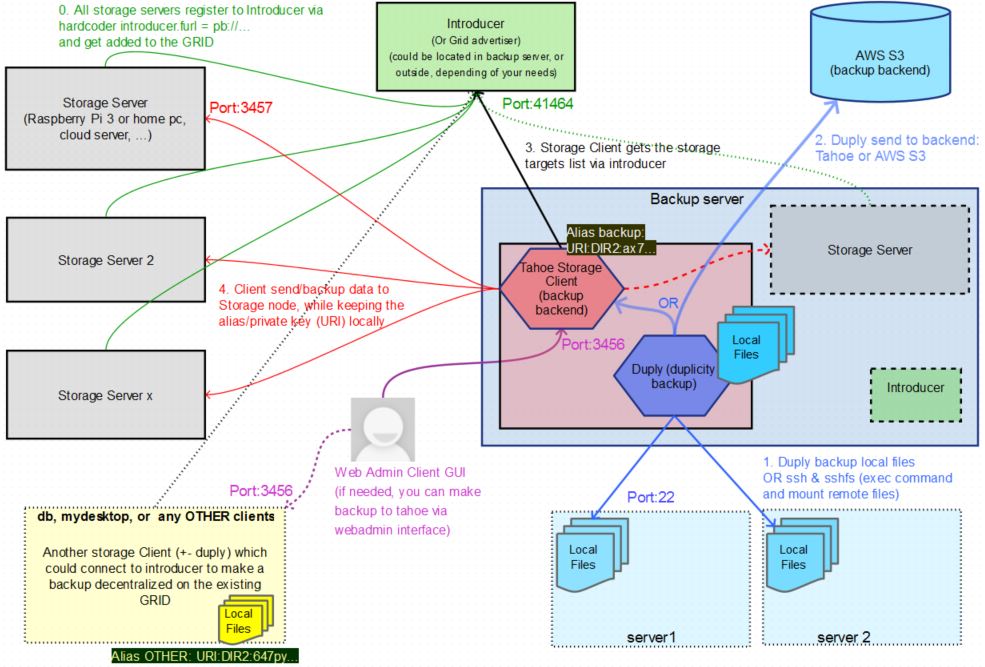 0. All storage servers register to Introducer via
hardcoder introducer.furl = pb://...
and get added to the GRID
Introducer
(Or Grid advertiser)
(could be located in backup server, or
outside, depending of your needs)
AWS S3
(backup backend)
Storage Server
(Raspberry Pi 3 or home pc,
cloud server, ...)
Port:3457
Port:41464
3. Storage Client gets the storage
targets list via introducer
2. Duply send to backend:
Tahoe or AWS S3
Backup server
Storage Server 2
Alias backup:
URI:DIR2:ax7...
Tahoe Storage
Client
(backup
backend)
Storage Server
4. Client send/backup data to
Storage node, while keeping the
alias/private key (URI) locally
OR
Port:3456
Duply (duplicity
backup)
Local
Files
Introducer
Storage Server x
Web Admin Client GUI
(if needed, you can make
backup to tahoe via
webadmin interface)
Port:3456
1. Duply backup local files
OR ssh & sshfs (exec command
and mount remote files)
Port:22
db, mydesktop, or any OTHER clients
Another storage Client (+- duply) which
could connect to introducer to make a
backup decentralized on the existing
GRID
Local
Files
Alias OTHER: URI:DIR2:647py...
Local
Files
server1
Local
Files
server 2